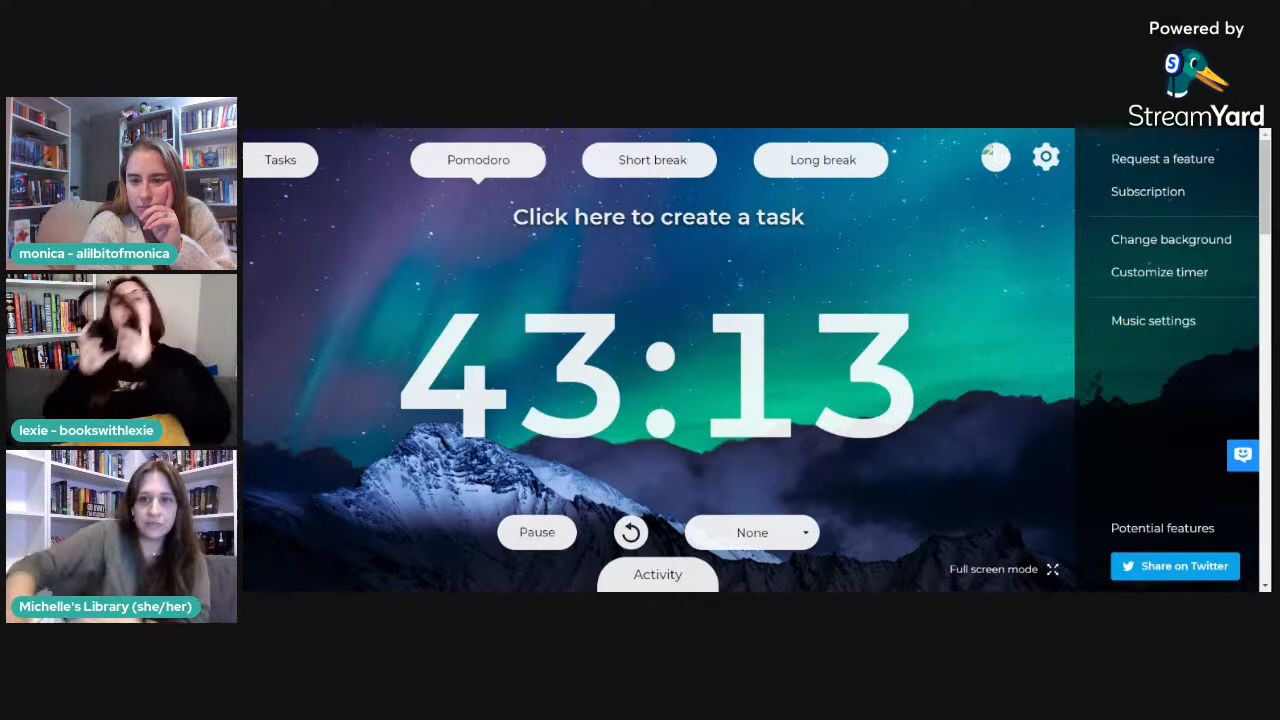 Powered by
StreamYard
monica - alilbitofmonica
lexie - bookswithlexie
Michelle's Library (she/her)
Tasks
Pomodoro
Short break
Long break
Click here to create a task
43:13
Pause
None
Activity
Full screen mode
Request a feature
Subscription
Change background
Customize timer
Music settings
Potential features
Share on Twitter